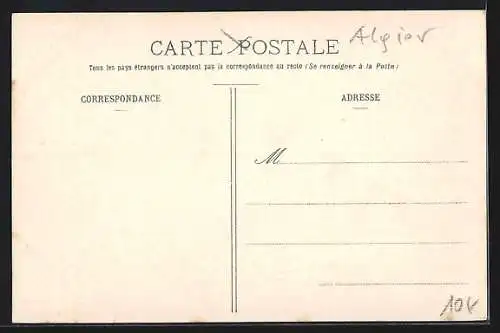 Algier
CARTE POSTALE
Tous les pays étrangers n'acceptent pas la correspondance au recto (Se renseigner à la Poste)
CORRESPONDANCE
ADRESSE
M